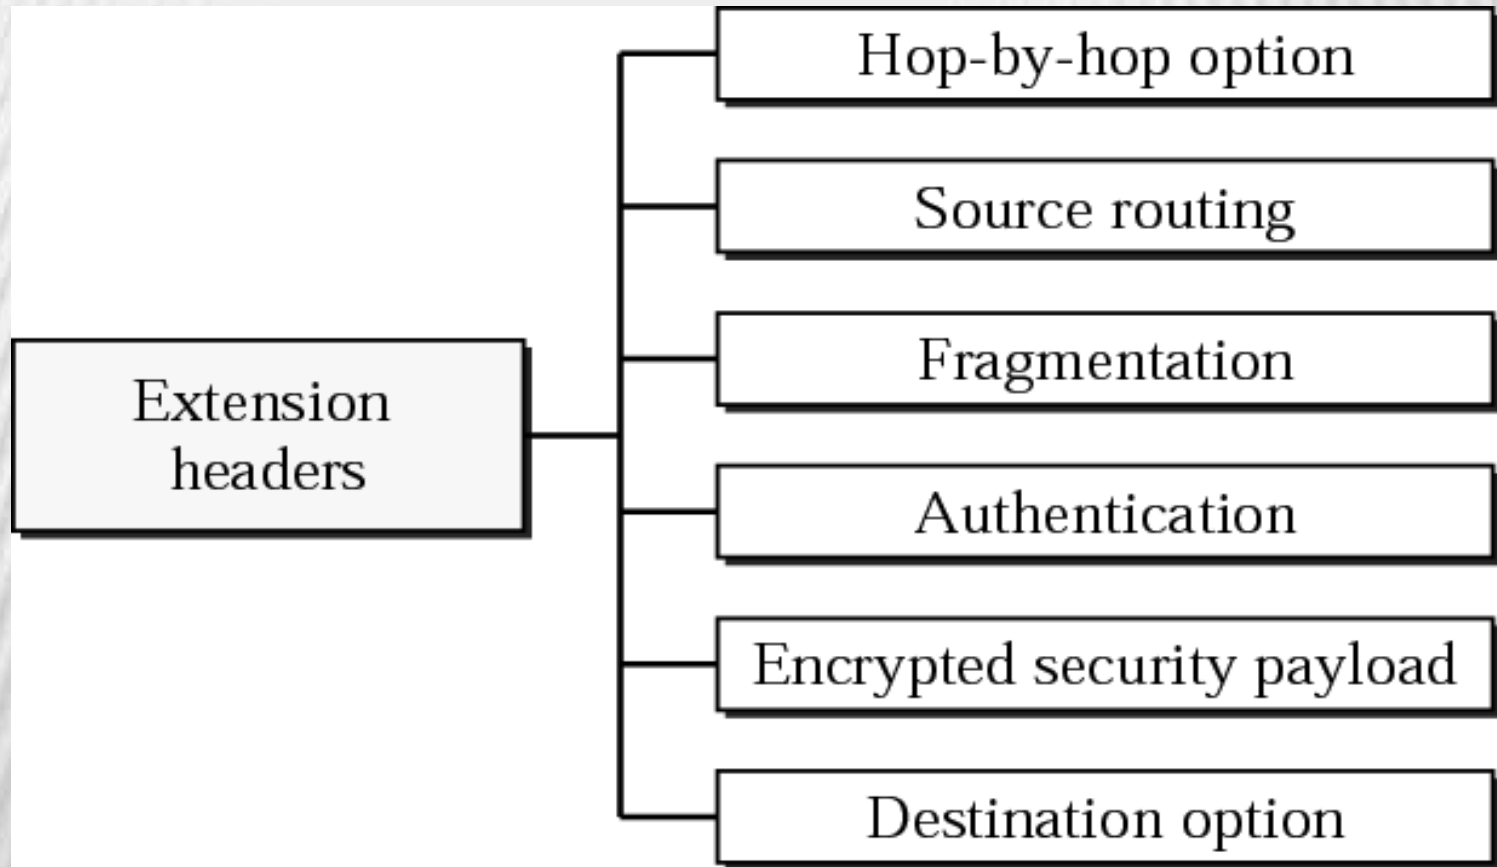 Hop-by-hop option
Source routing
Fragmentation
Extension
headers
Authentication
Encrypted security payload
Destination option